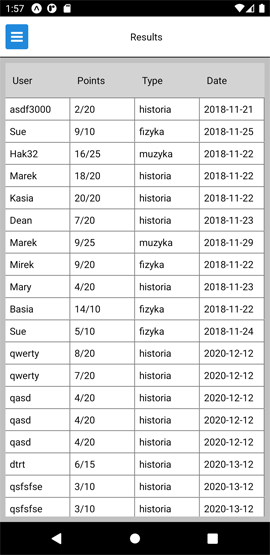 1:57
Results
User Points Type Date
asdf3000 2/20 historia 2018-11-21
Sue 9/10 fizyka 2018-11-25
Hak32 16/25 muzyka 2018-11-22
Marek 18/20 historia 2018-11-22
Kasia 20/20 historia 2018-11-22
Dean 7/20 historia 2018-11-23
Marek 9/25 muzyka 2018-11-29
Mirek 9/20 fizyka 2018-11-22
Mary 4/20 historia 2018-11-23
Basia 14/10 fizyka 2018-11-22
Sue 5/10 fizyka 2018-11-24
qwerty 8/20 historia 2020-12-12
qwerty 7/20 historia 2020-12-12
qasd 4/20 historia 2020-12-12
qasd 4/20 historia 2020-12-12
qasd 4/20 historia 2020-12-12
dtrt 6/15 historia 2020-13-12
qsfsfse 3/10 historia 2020-13-12
qsfsfse 3/10 historia 2020-13-12